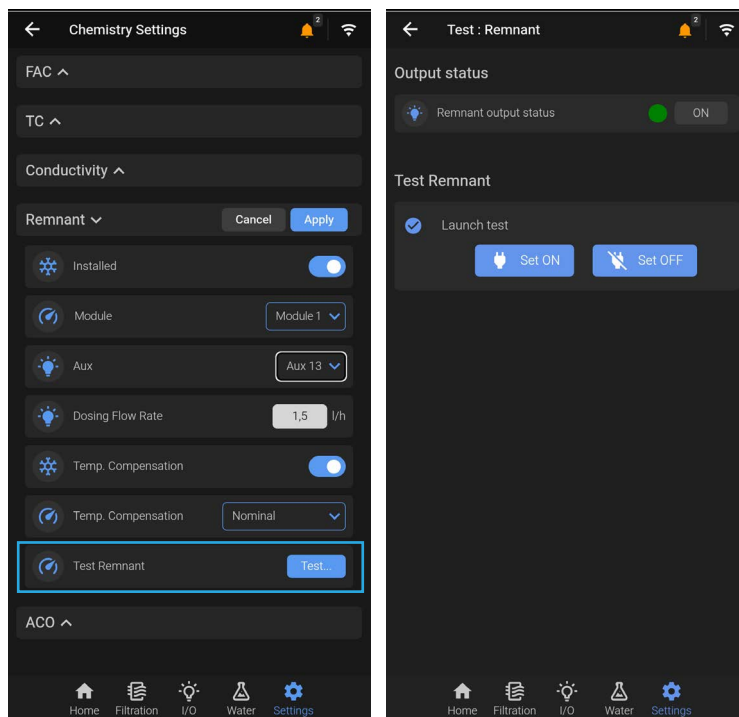 Chemistry Settings
2
FAC
TC
Conductivity
Remnant
Cancel
Apply
Installed
Module
Module 1
Aux
Aux 13
Dosing Flow Rate
1,5
l/h
Temp. Compensation
Temp. Compensation
Nominal
Test Remnant
Test...
ACO
Home
Filtration
I/O
Water
Settings
Test : Remnant
2
Output status
Remnant output status
ON
Test Remnant
Launch test
Set ON
Set OFF
Home
Filtration
I/O
Water
Settings